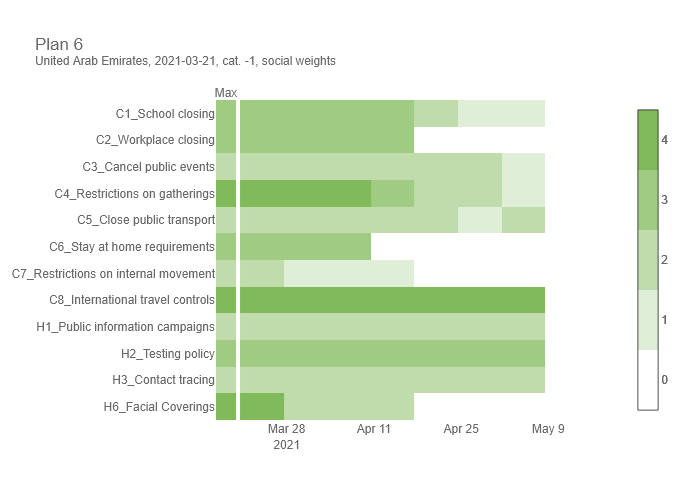 Plan 6
United Arab Emirates, 2021-03-21, cat. -1, social weights
Max
C1_School closing
C2_Workplace closing
C3_Cancel public events
C4_Restrictions on gatherings
C5_Close public transport
C6_Stay at home requirements
C7_Restrictions on internal movement
C8_International travel controls
H1_Public information campaigns
H2_Testing policy
H3_Contact tracing
H6_Facial Coverings
Mar 28 Apr 11 Apr 25 May 9
2021
4
3
2
1
0